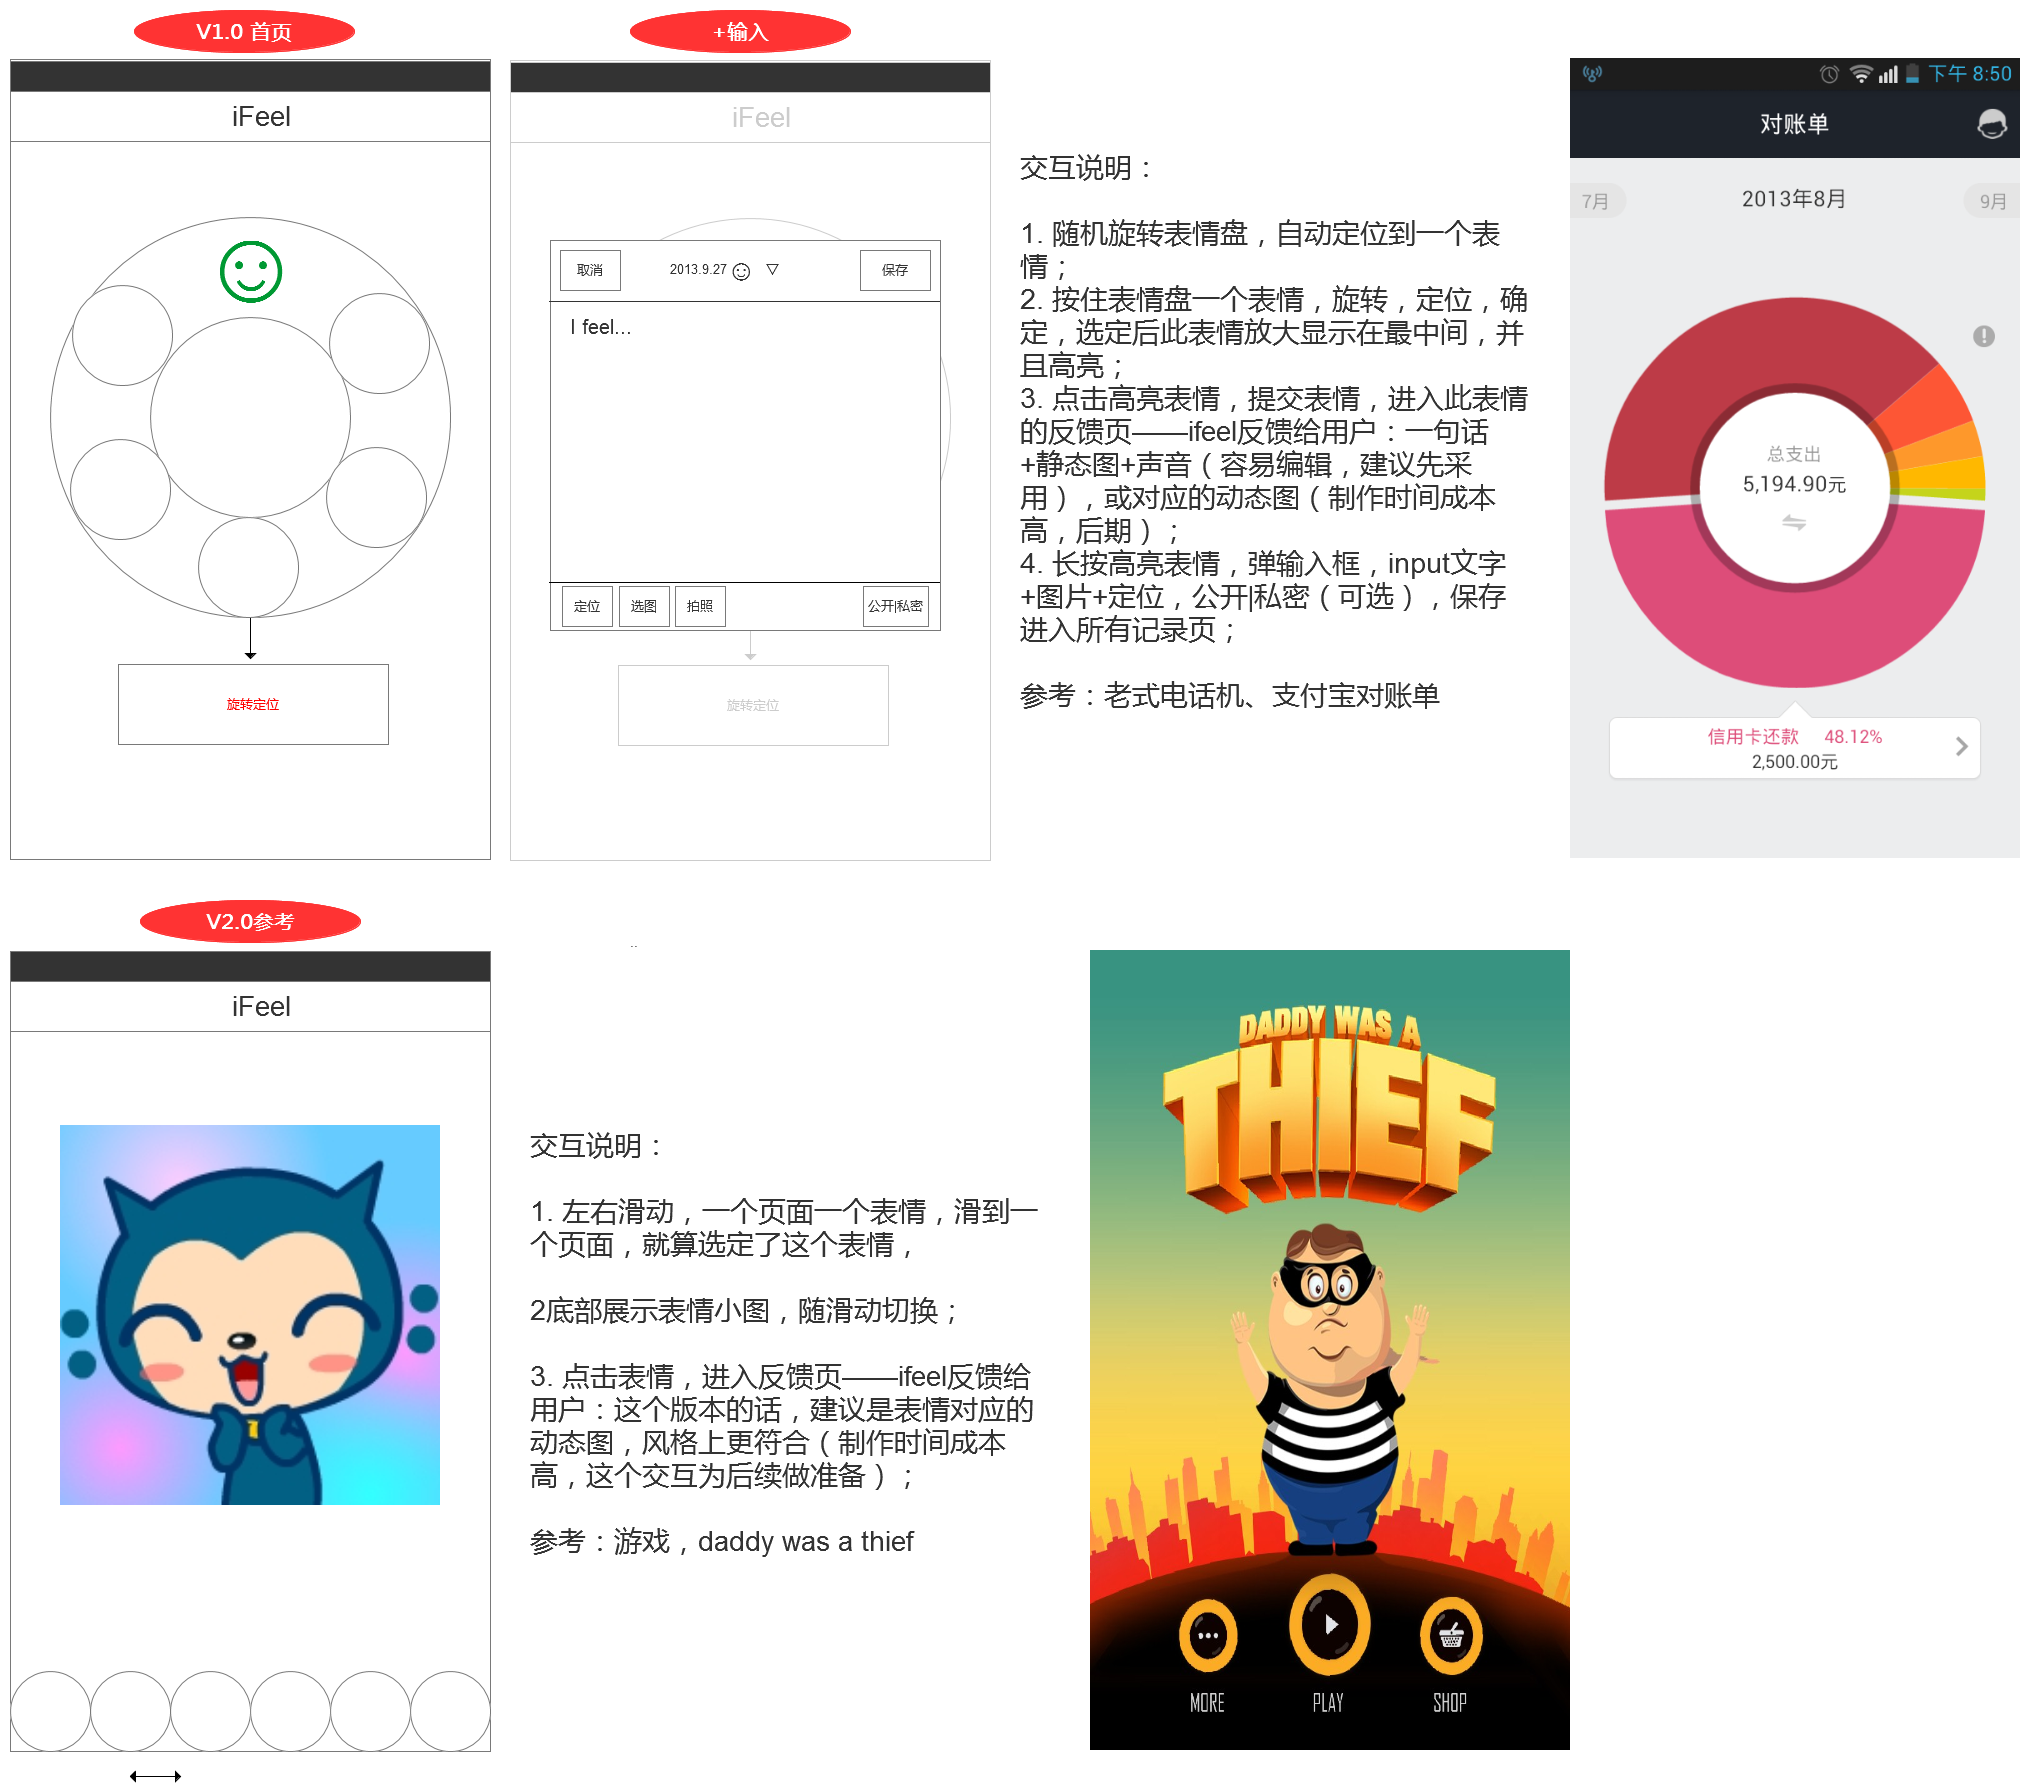 V1.0 首页
iFeel
旋转定位
+输入
iFeel
取消
2013.9.27
保存
I feel...
定位
选图
拍照
公开|私密
旋转定位
交互说明：
1. 随机旋转表情盘，自动定位到一个表
情；
2. 按住表情盘一个表情，旋转，定位，确
定，选定后此表情放大显示在最中间，并
且高亮；
3. 点击高亮表情，提交表情，进入此表情
的反馈页——ifeel反馈给用户：一句话
+静态图+声音（容易编辑，建议先采
用），或对应的动态图（制作时间成本
高，后期）；
4. 长按高亮表情，弹输入框，input文字
+图片+定位，公开|私密（可选），保存
进入所有记录页；
参考：老式电话机、支付宝对账单
下午 8:50
对账单
7月
2013年8月
9月
总支出
5,194.90元
信用卡还款 48.12%
2,500.00元
V2.0参考
iFeel
交互说明：
1. 左右滑动，一个页面一个表情，滑到一
个页面，就算选定了这个表情，
2底部展示表情小图，随滑动切换；
3. 点击表情，进入反馈页——ifeel反馈给
用户：这个版本的话，建议是表情对应的
动态图，风格上更符合（制作时间成本
高，这个交互为后续做准备）；
参考：游戏，daddy was a thief
DADDY WAS A
THIEF
MORE
PLAY
SHOP